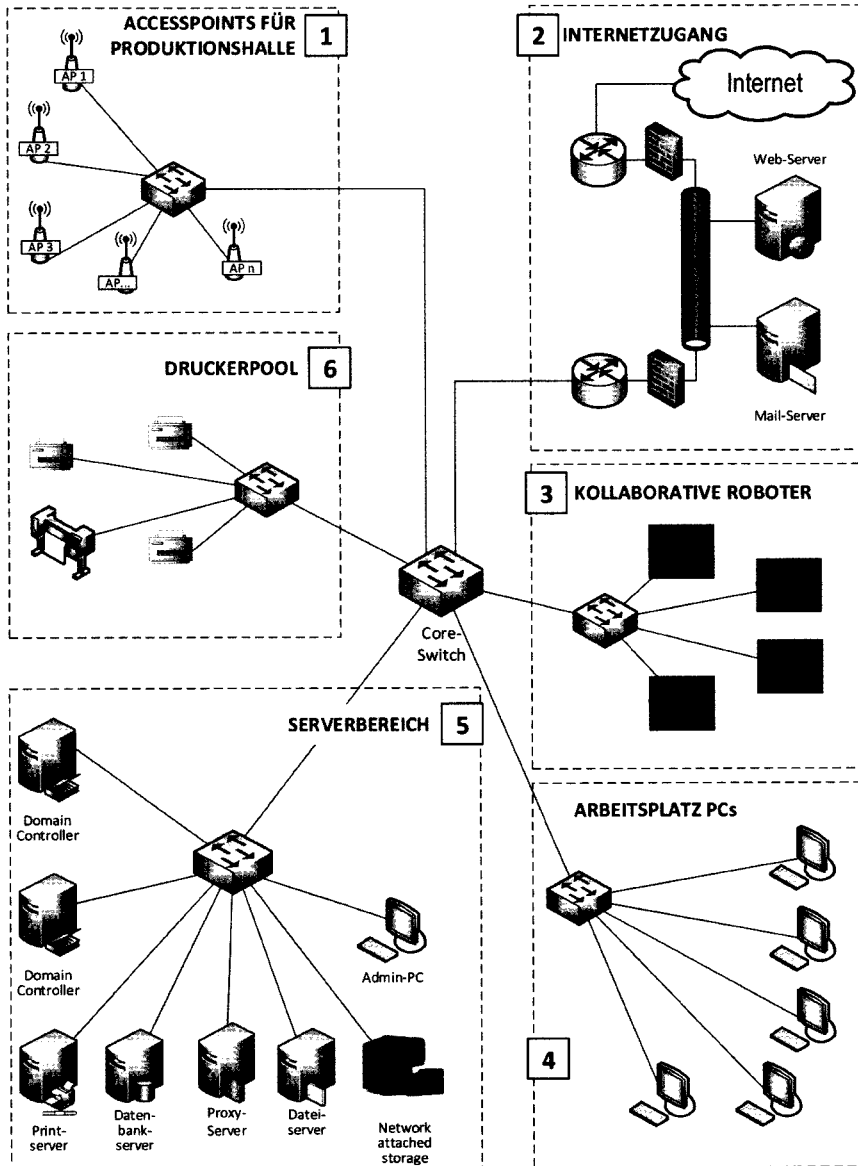 ACCESSPOINTS FÜR
PRODUKTIONSHALLE
1
AP 1
AP 2
AP 3
AP...
AP n
2
INTERNETZUGANG
Internet
Web-Server
Mail-Server
DRUCKERPOOL
6
3
KOLLABORATIVE ROBOTER
Core-
Switch
SERVERBEREICH
5
Domain
Controller
Domain
Controller
Admin-PC
Print-
server
Daten-
bank-
server
Proxy-
Server
Datei-
server
Network
attached
storage
ARBEITSPLATZ PCs
4